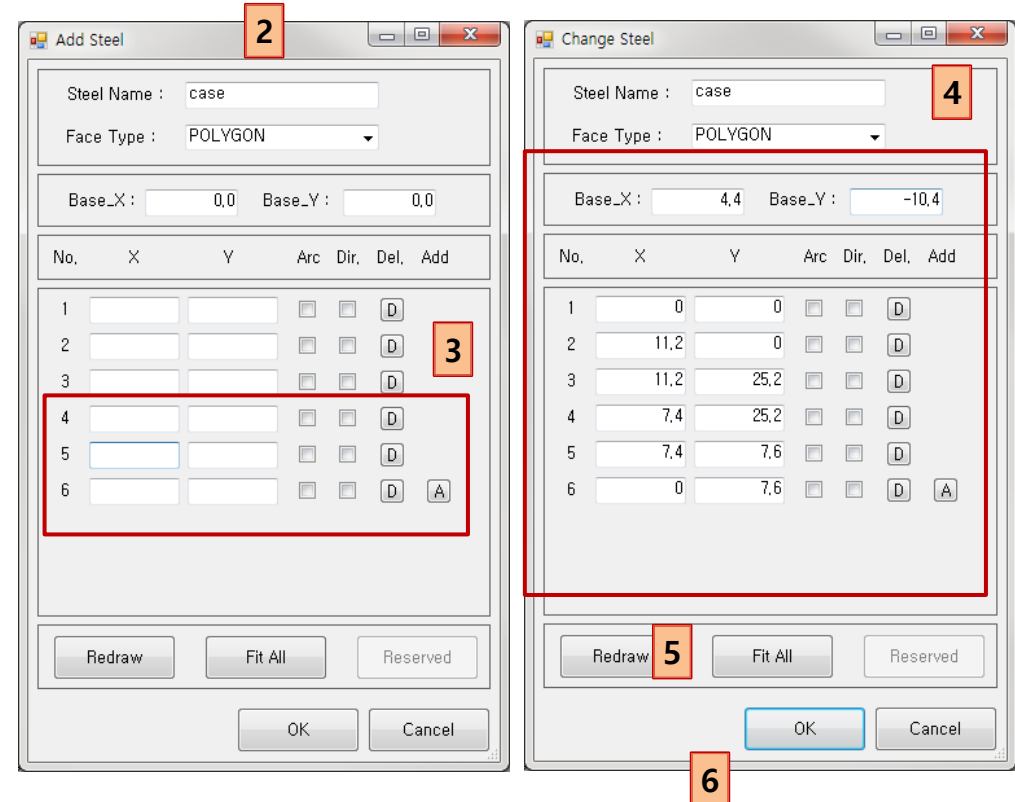 2
Add Steel
Steel Name : case
Face Type : POLYGON
Base_X : 0,0 Base_Y : 0,0
No, X Y Arc Dir, Del, Add
1 D
2 D
3 D
3
4 D
5 D
6 D A
Redraw Fit All Reserved
OK Cancel
Change Steel
4
Steel Name : case
Face Type : POLYGON
Base_X : 4,4 Base_Y : -10,4
No, X Y Arc Dir, Del, Add
1 0 0 D
2 11,2 0 D
3 11,2 25,2 D
4 7,4 25,2 D
5 7,4 7,6 D
6 0 7,6 D A
Redraw 5 Fit All Reserved
OK Cancel
6